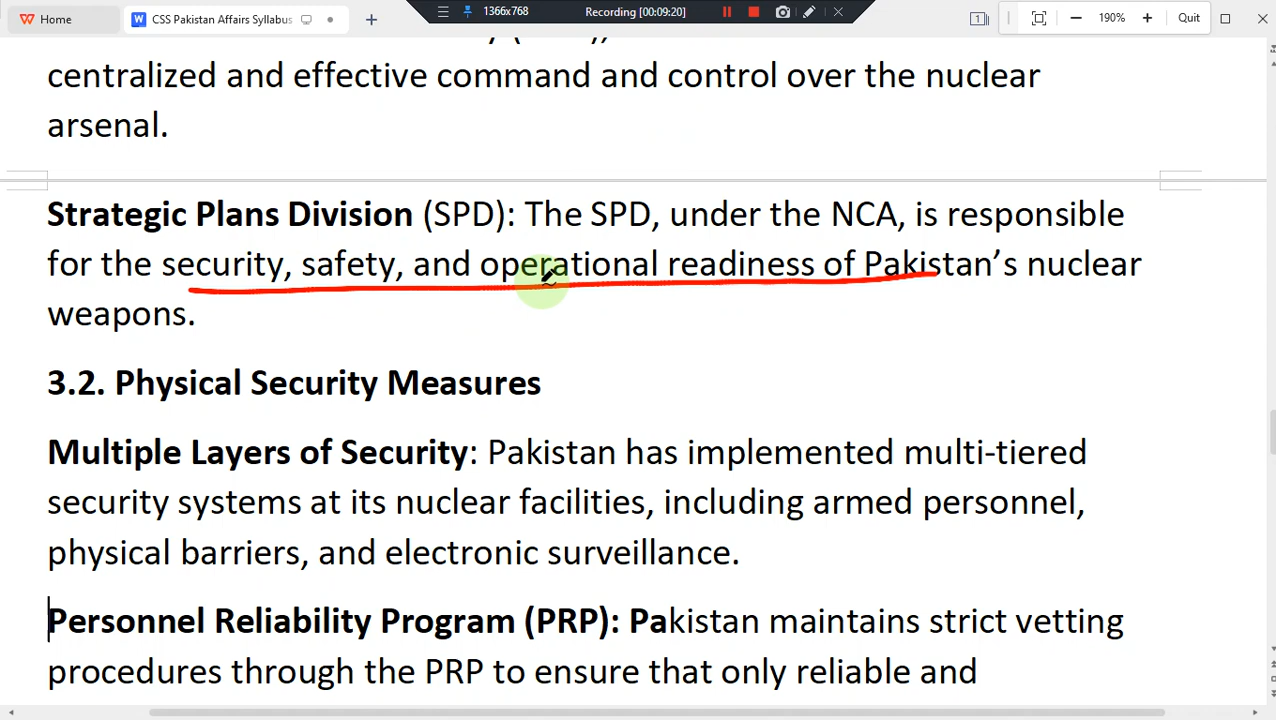 Home
CSS Pakistan Affairs Syllabus
1366x768
Recording [00:09:20]
1
190%
Quit
centralized and effective command and control over the nuclear
arsenal.
Strategic Plans Division (SPD): The SPD, under the NCA, is responsible
for the security, safety, and operational readiness of Pakistan’s nuclear
weapons.
3.2. Physical Security Measures
Multiple Layers of Security: Pakistan has implemented multi-tiered
security systems at its nuclear facilities, including armed personnel,
physical barriers, and electronic surveillance.
Personnel Reliability Program (PRP): Pakistan maintains strict vetting
procedures through the PRP to ensure that only reliable and